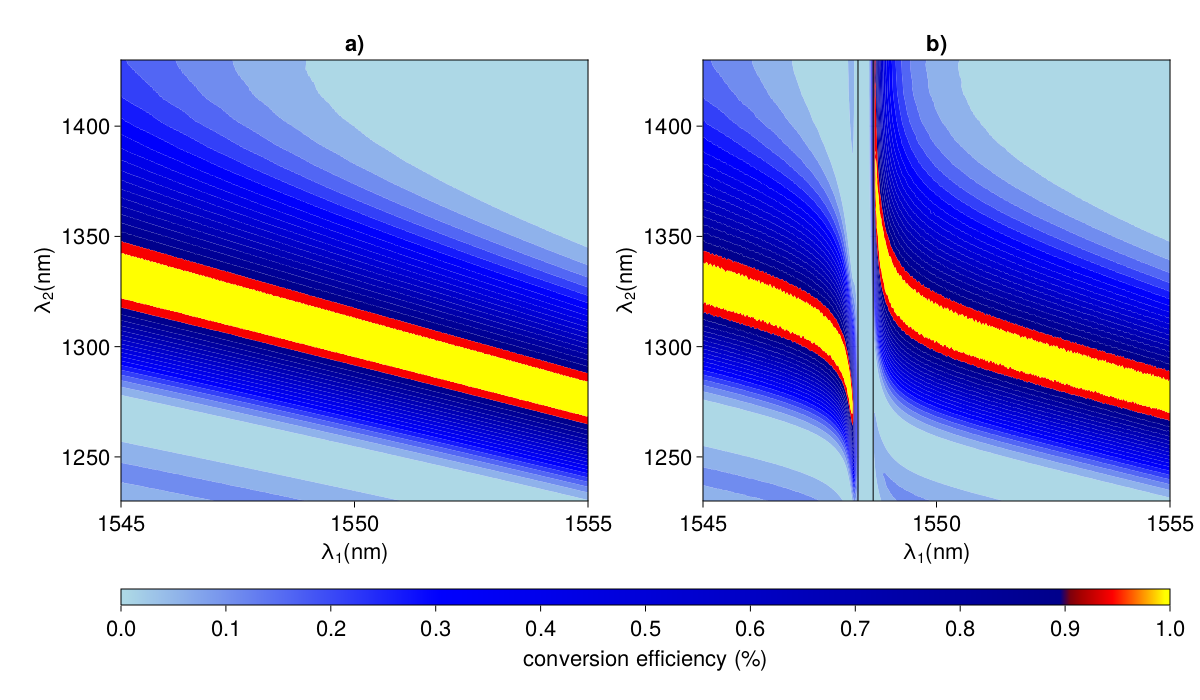 a) b)
1400 1400
1350 1350
λ₂(nm) λ₂(nm)
1300 1300
1250 1250
1545 1550 1555 1545 1550 1555
λ₁(nm) λ₁(nm)
0.0 0.1 0.2 0.3 0.4 0.5 0.6 0.7 0.8 0.9 1.0
conversion efficiency (%)